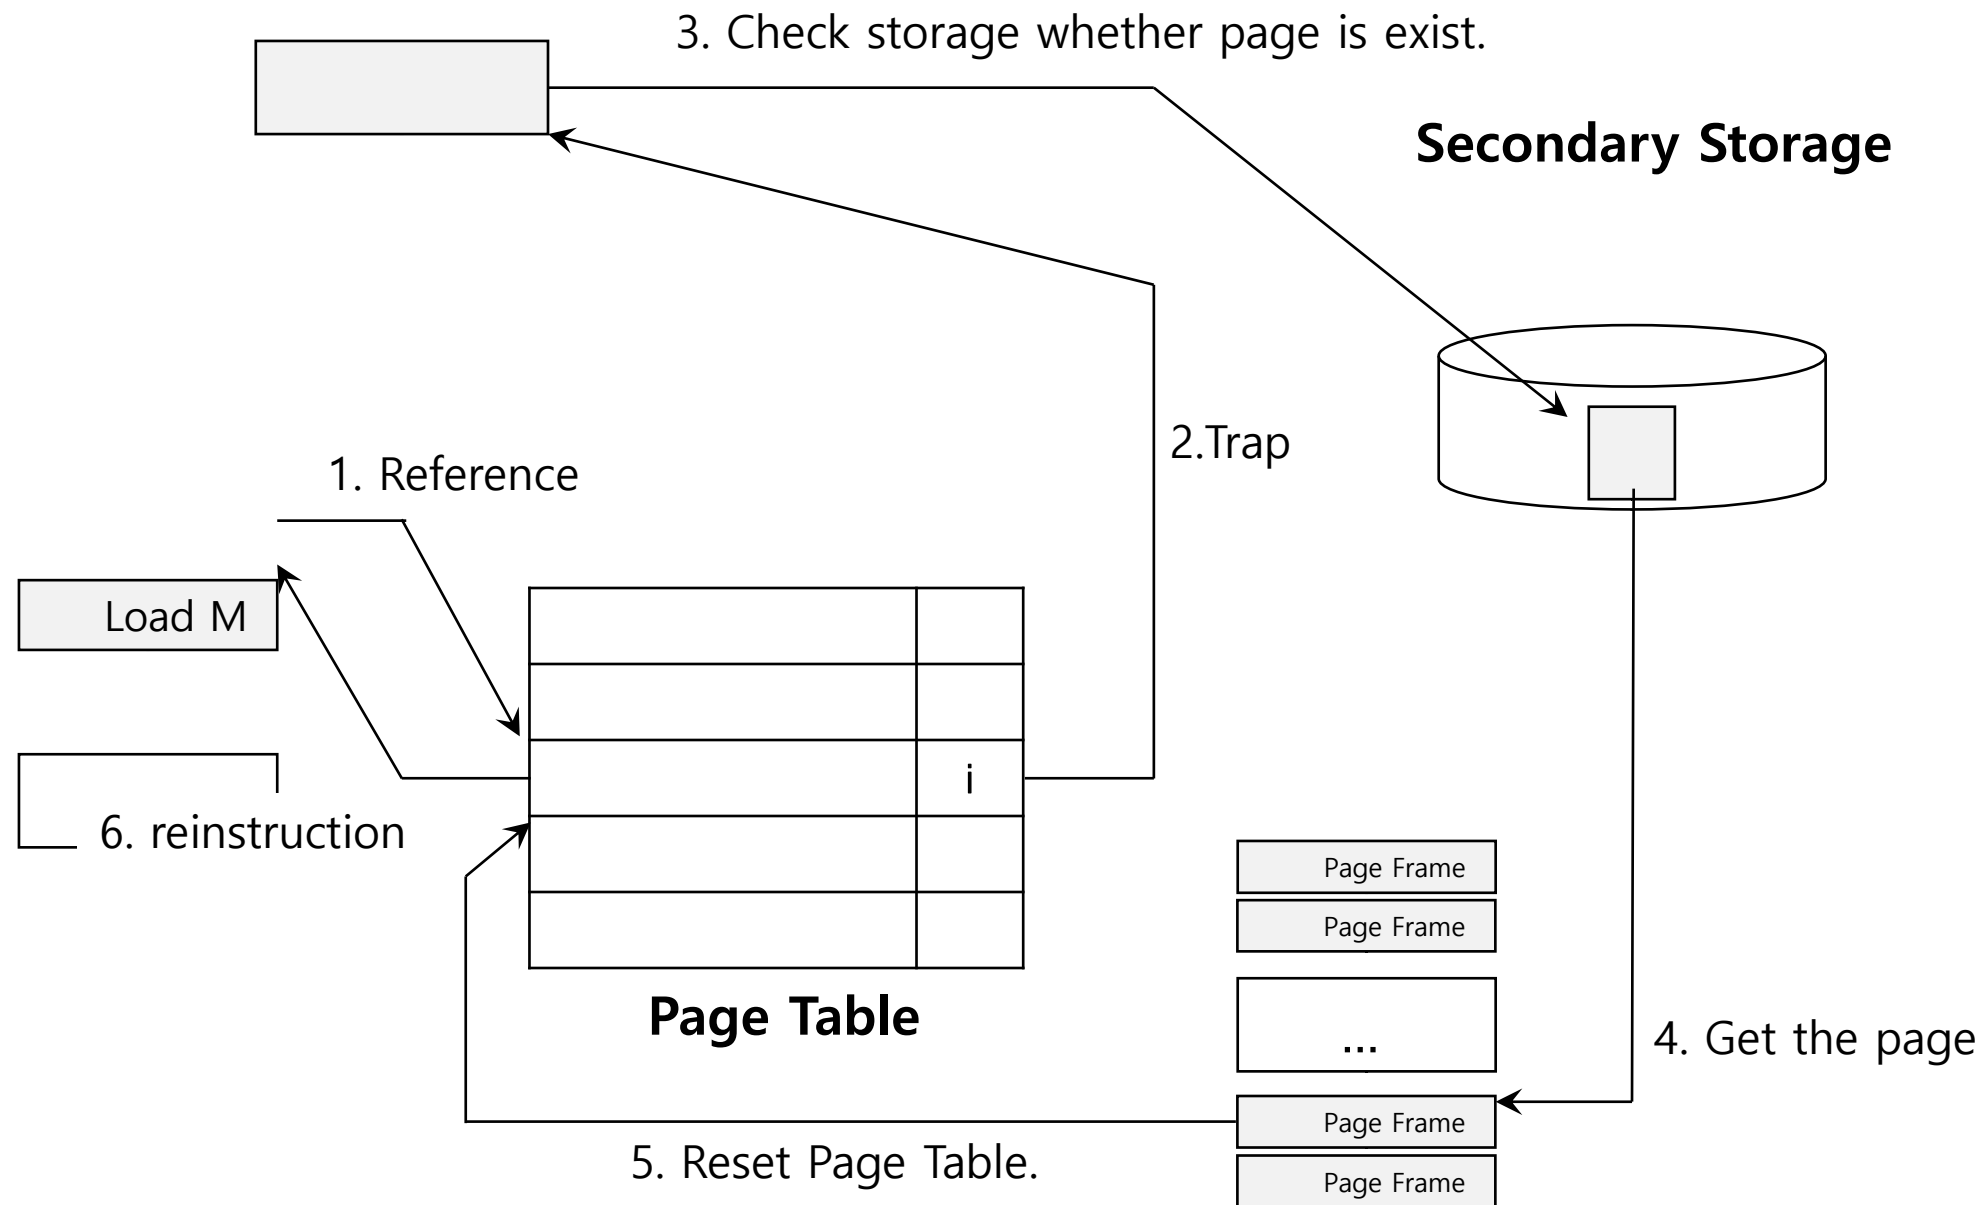 3. Check storage whether page is exist.
Secondary Storage
2.Trap
1. Reference
Load M
i
6. reinstruction
Page Frame
Page Frame
Page Table
...
4. Get the page
Page Frame
5. Reset Page Table.
Page Frame